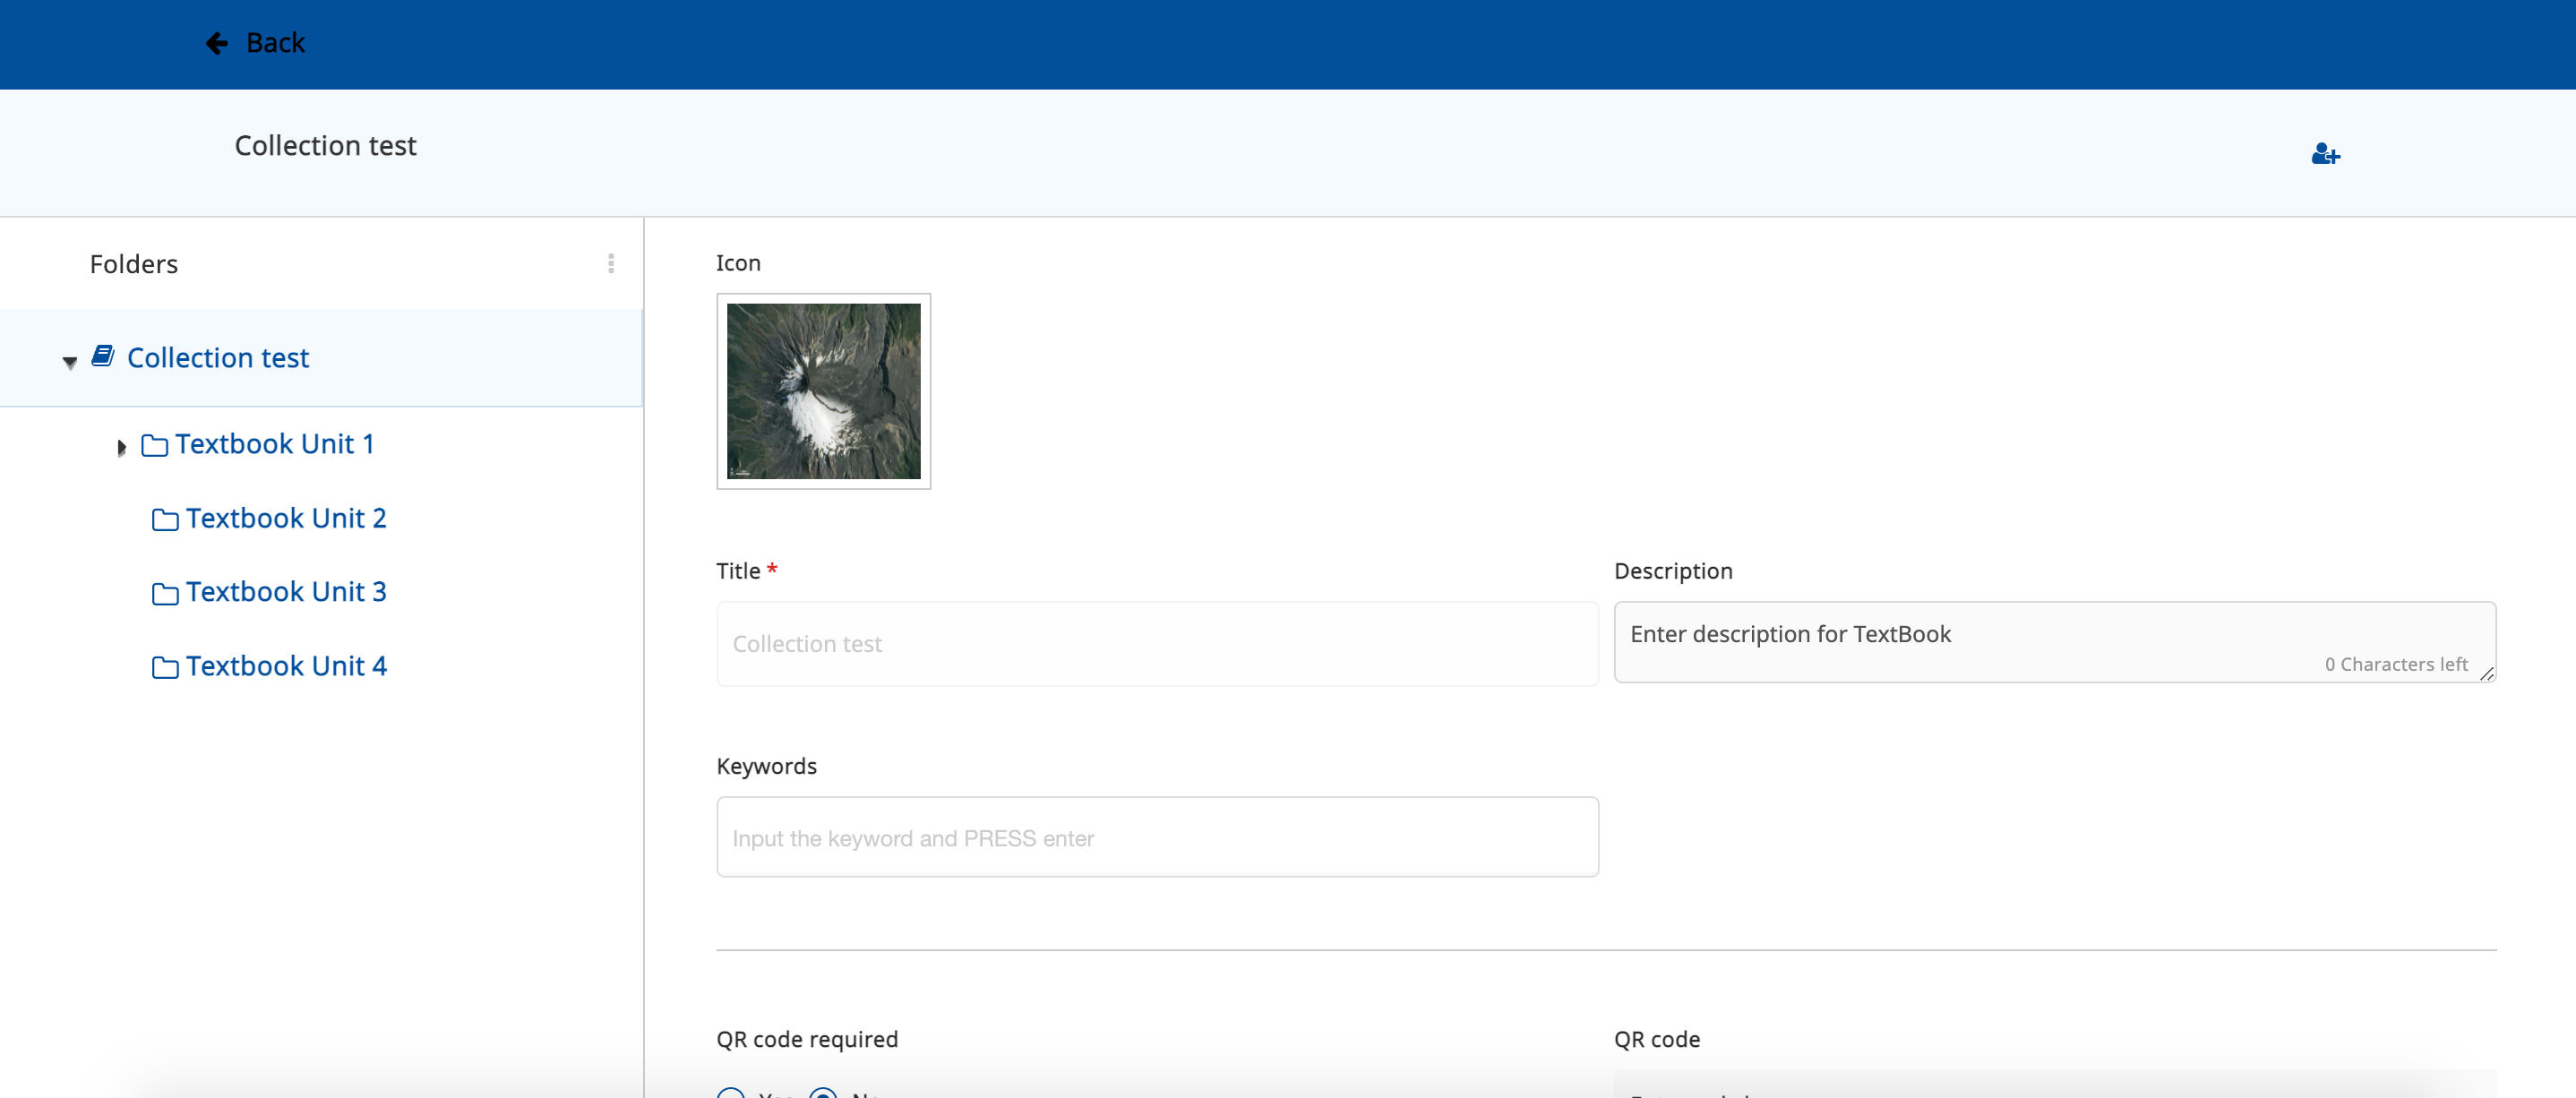 Back
Collection test
Folders
Collection test
Textbook Unit 1
Textbook Unit 2
Textbook Unit 3
Textbook Unit 4
Icon
Title *
Collection test
Description
Enter description for TextBook
0 Characters left
Keywords
Input the keyword and PRESS enter
QR code required
QR code
Yes No